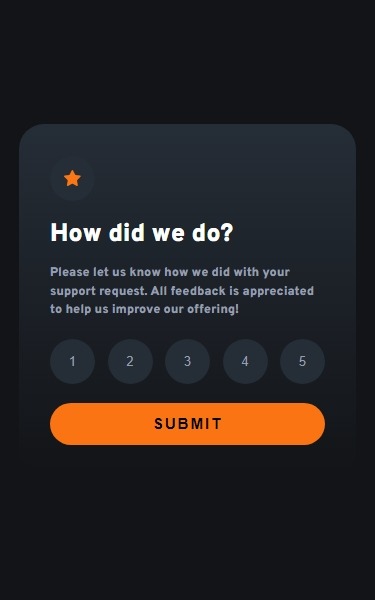 How did we do?
Please let us know how we did with your
support request. All feedback is appreciated
to help us improve our offering!
1 2 3 4 5
SUBMIT